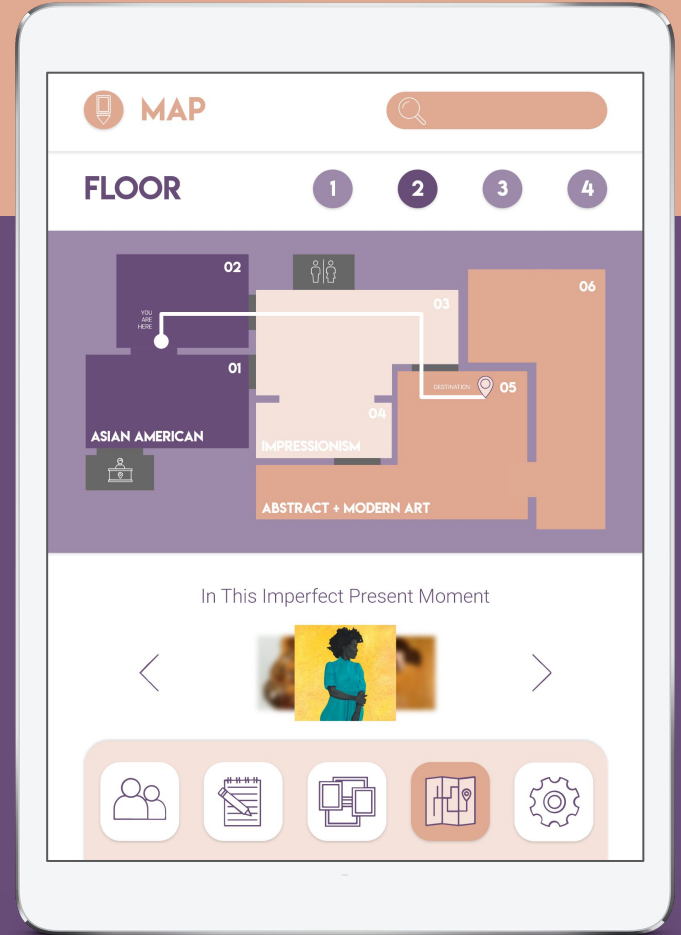 MAP
FLOOR
1
2
3
4
02
03
06
YOU
ARE
HERE
01
DESTINATION
05
04
ASIAN AMERICAN
IMPRESSIONISM
ABSTRACT + MODERN ART
In This Imperfect Present Moment